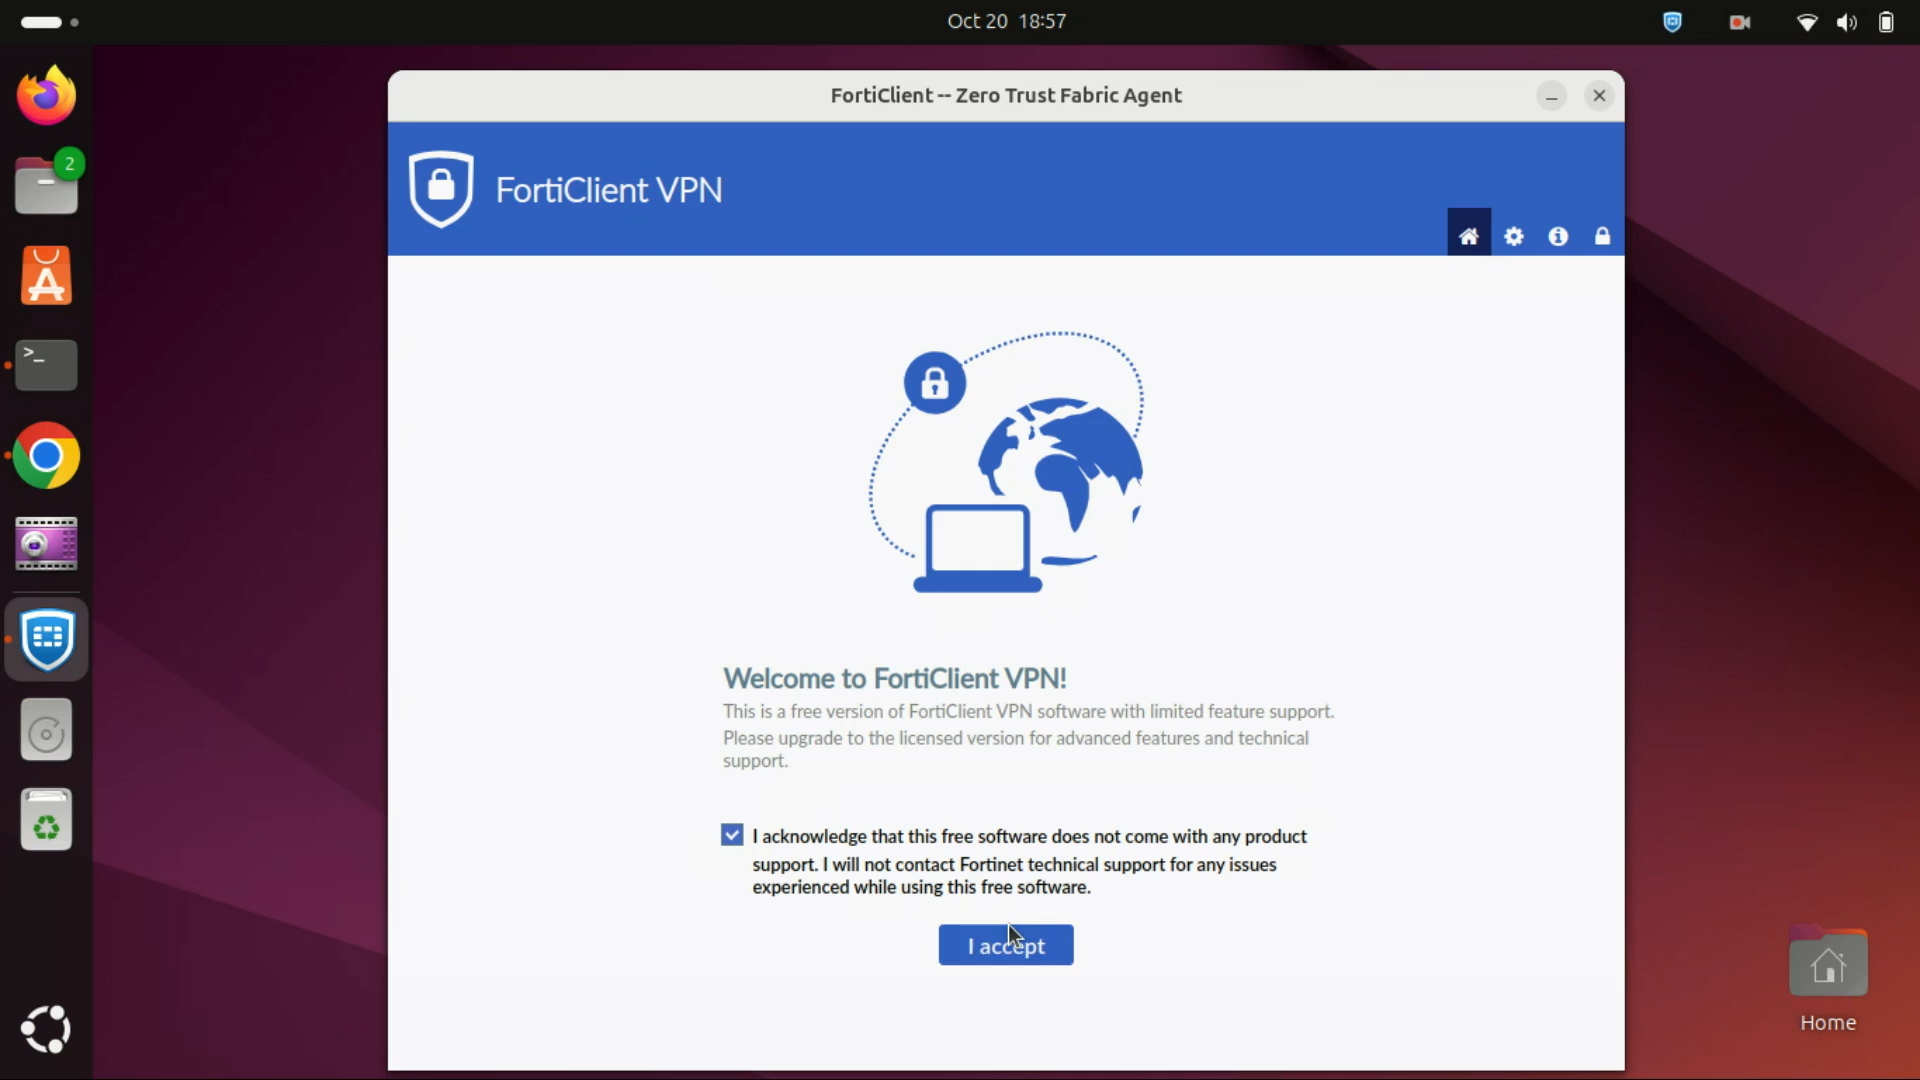 Oct 20 18:57
FortiClient -- Zero Trust Fabric Agent
2
FortiClient VPN
>_
Welcome to FortiClient VPN!
This is a free version of FortiClient VPN software with limited feature support.
Please upgrade to the licensed version for advanced features and technical
support.
I acknowledge that this free software does not come with any product
support. I will not contact Fortinet technical support for any issues
experienced while using this free software.
I accept
Home